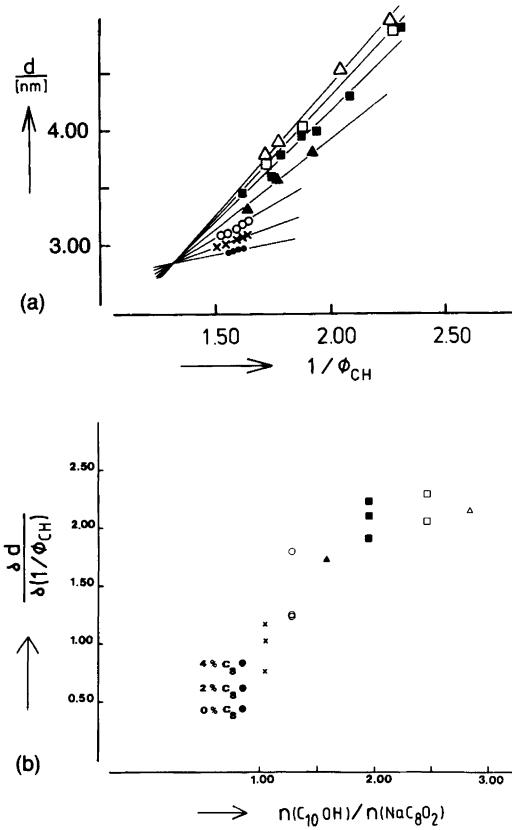 d
[nm]
4.00
3.00
(a)
1.50
2.00
2.50
1/ΦCH
2.50
2.00
δd
δ(1/ΦCH)
1.50
1.00
4% C8
2% C8
0.50
0% C8
(b)
1.00
2.00
3.00
n(C10OH)/n(NaC8O2)